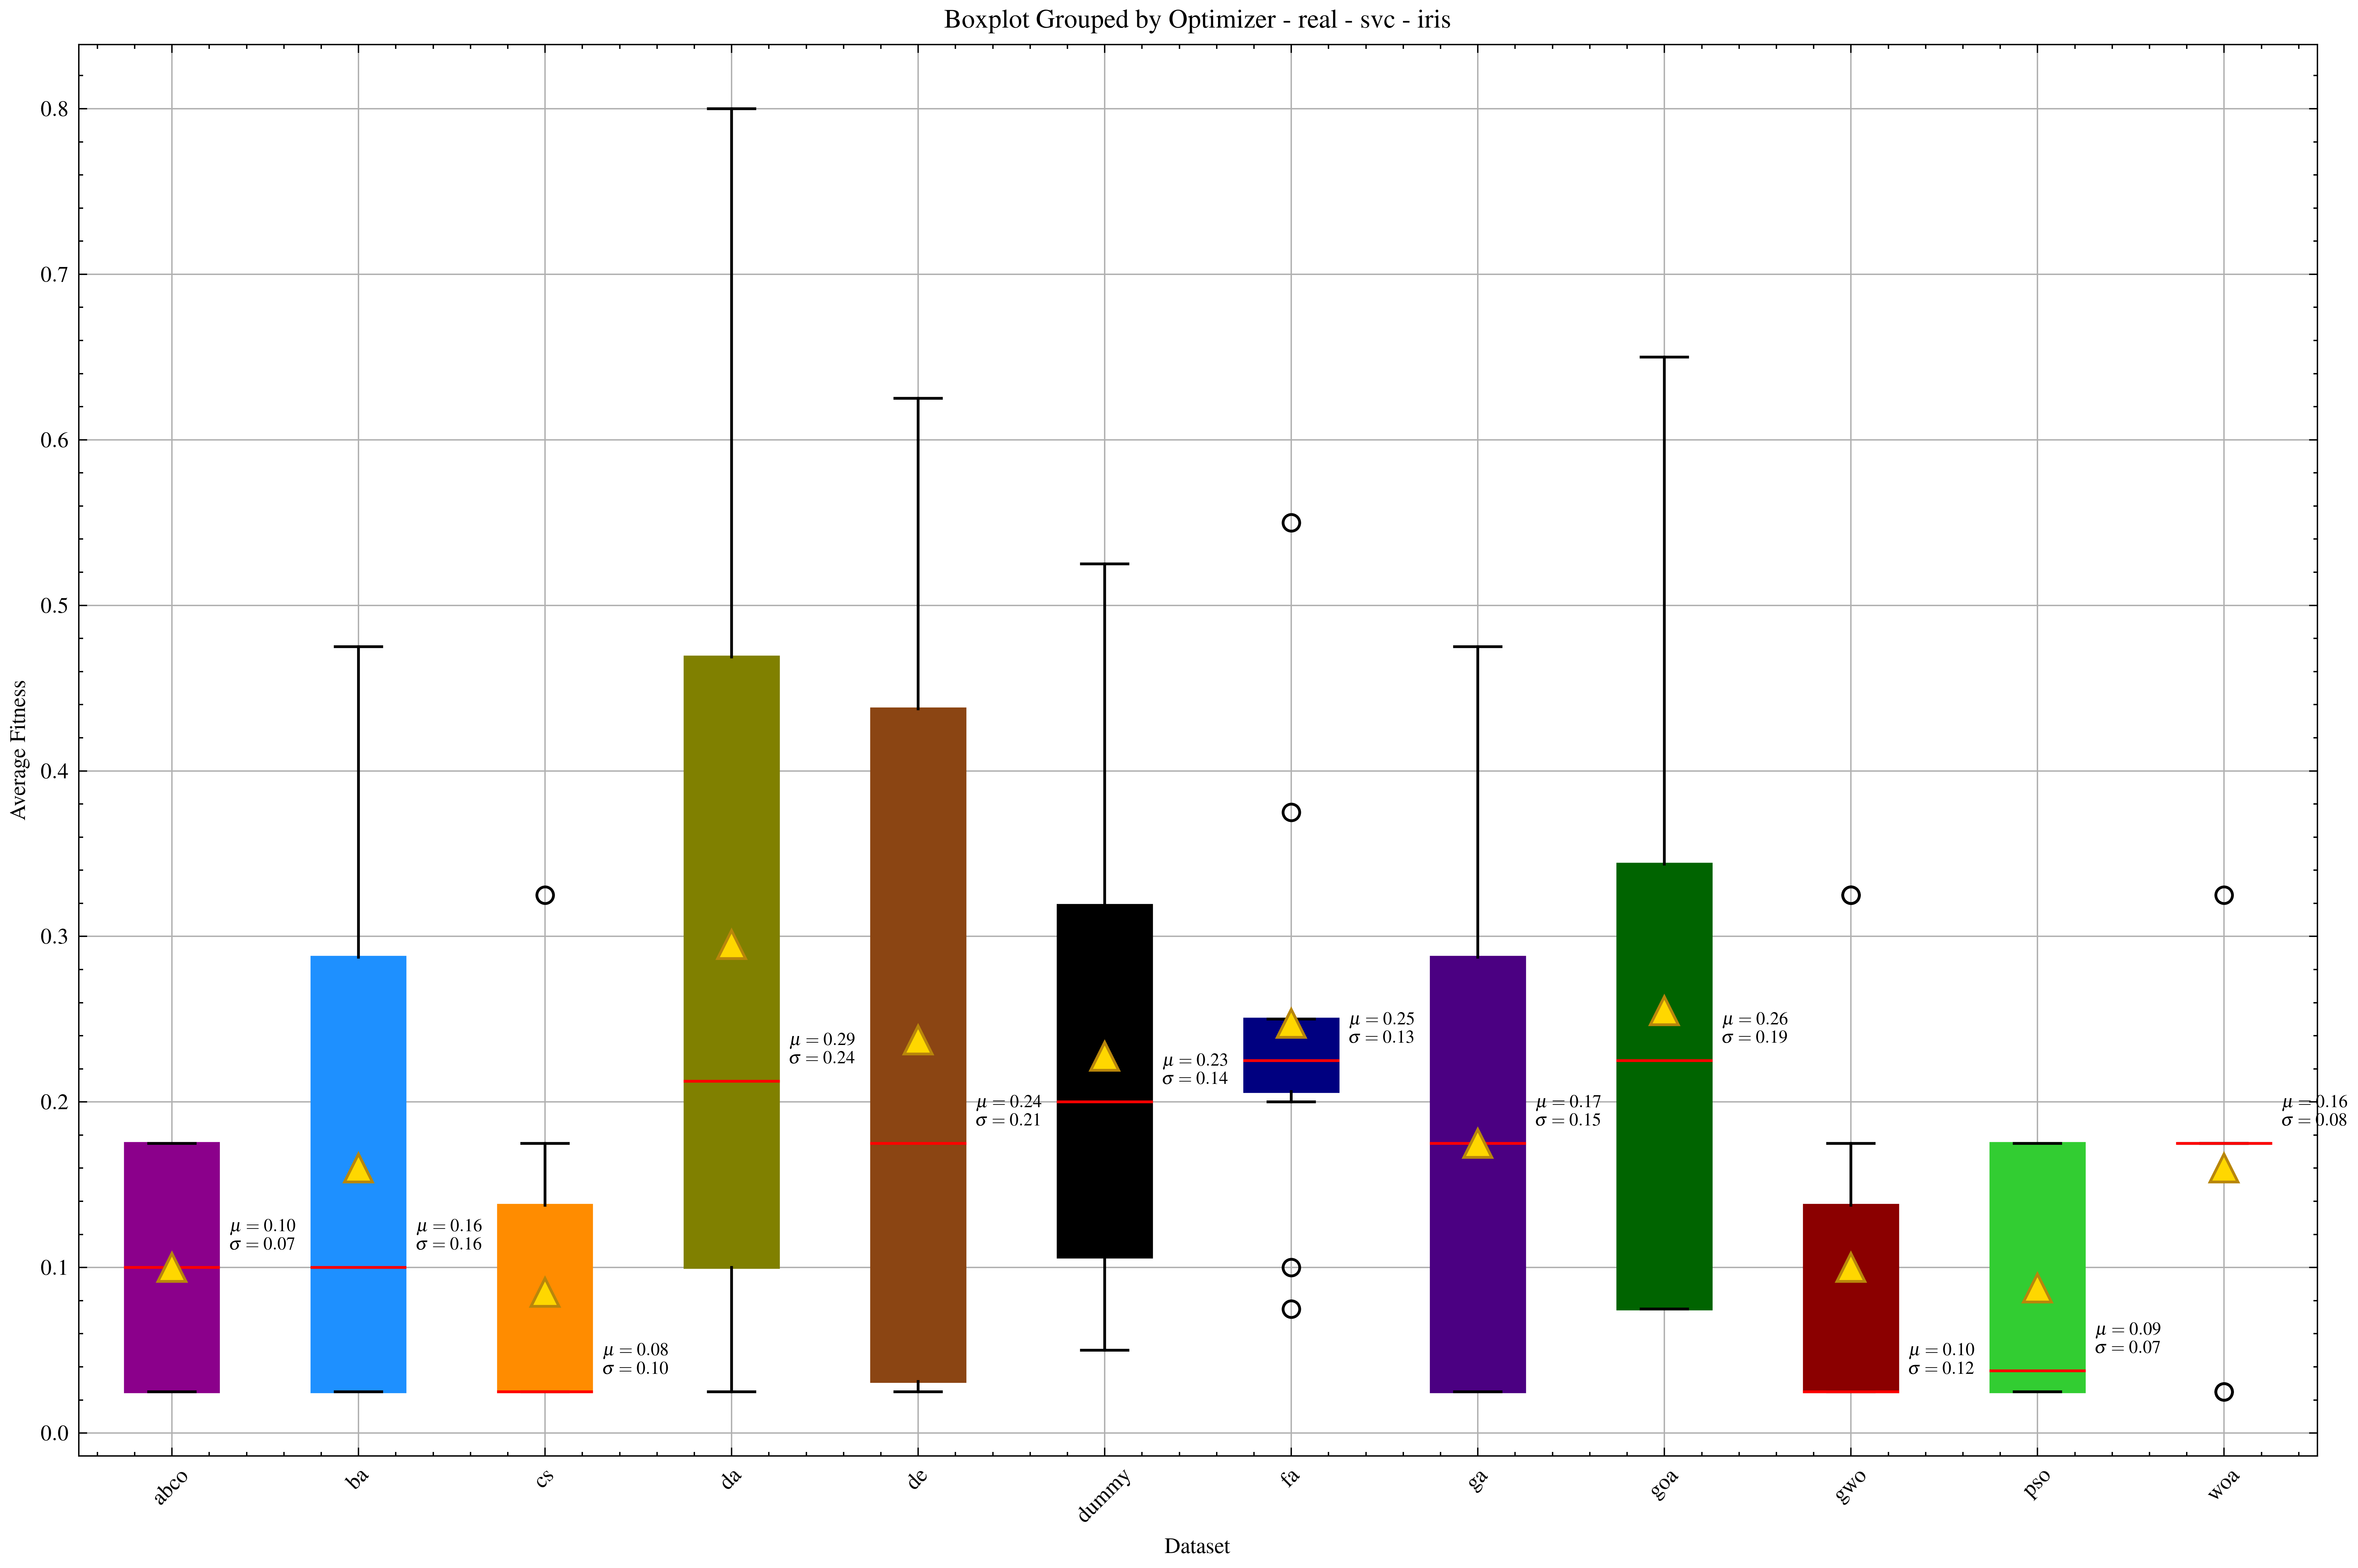 Boxplot Grouped by Optimizer - real - svc - iris
Average Fitness
0.8
0.7
0.6
0.5
0.4
0.3
0.2
0.1
0.0
μ = 0.10
σ = 0.07
μ = 0.16
σ = 0.16
μ = 0.08
σ = 0.10
μ = 0.29
σ = 0.24
μ = 0.24
σ = 0.21
μ = 0.23
σ = 0.14
μ = 0.25
σ = 0.13
μ = 0.17
σ = 0.15
μ = 0.26
σ = 0.19
μ = 0.10
σ = 0.12
μ = 0.09
σ = 0.07
μ = 0.16
σ = 0.08
abco
ba
cs
da
de
dummy
fa
ga
goa
gwo
pso
woa
Dataset